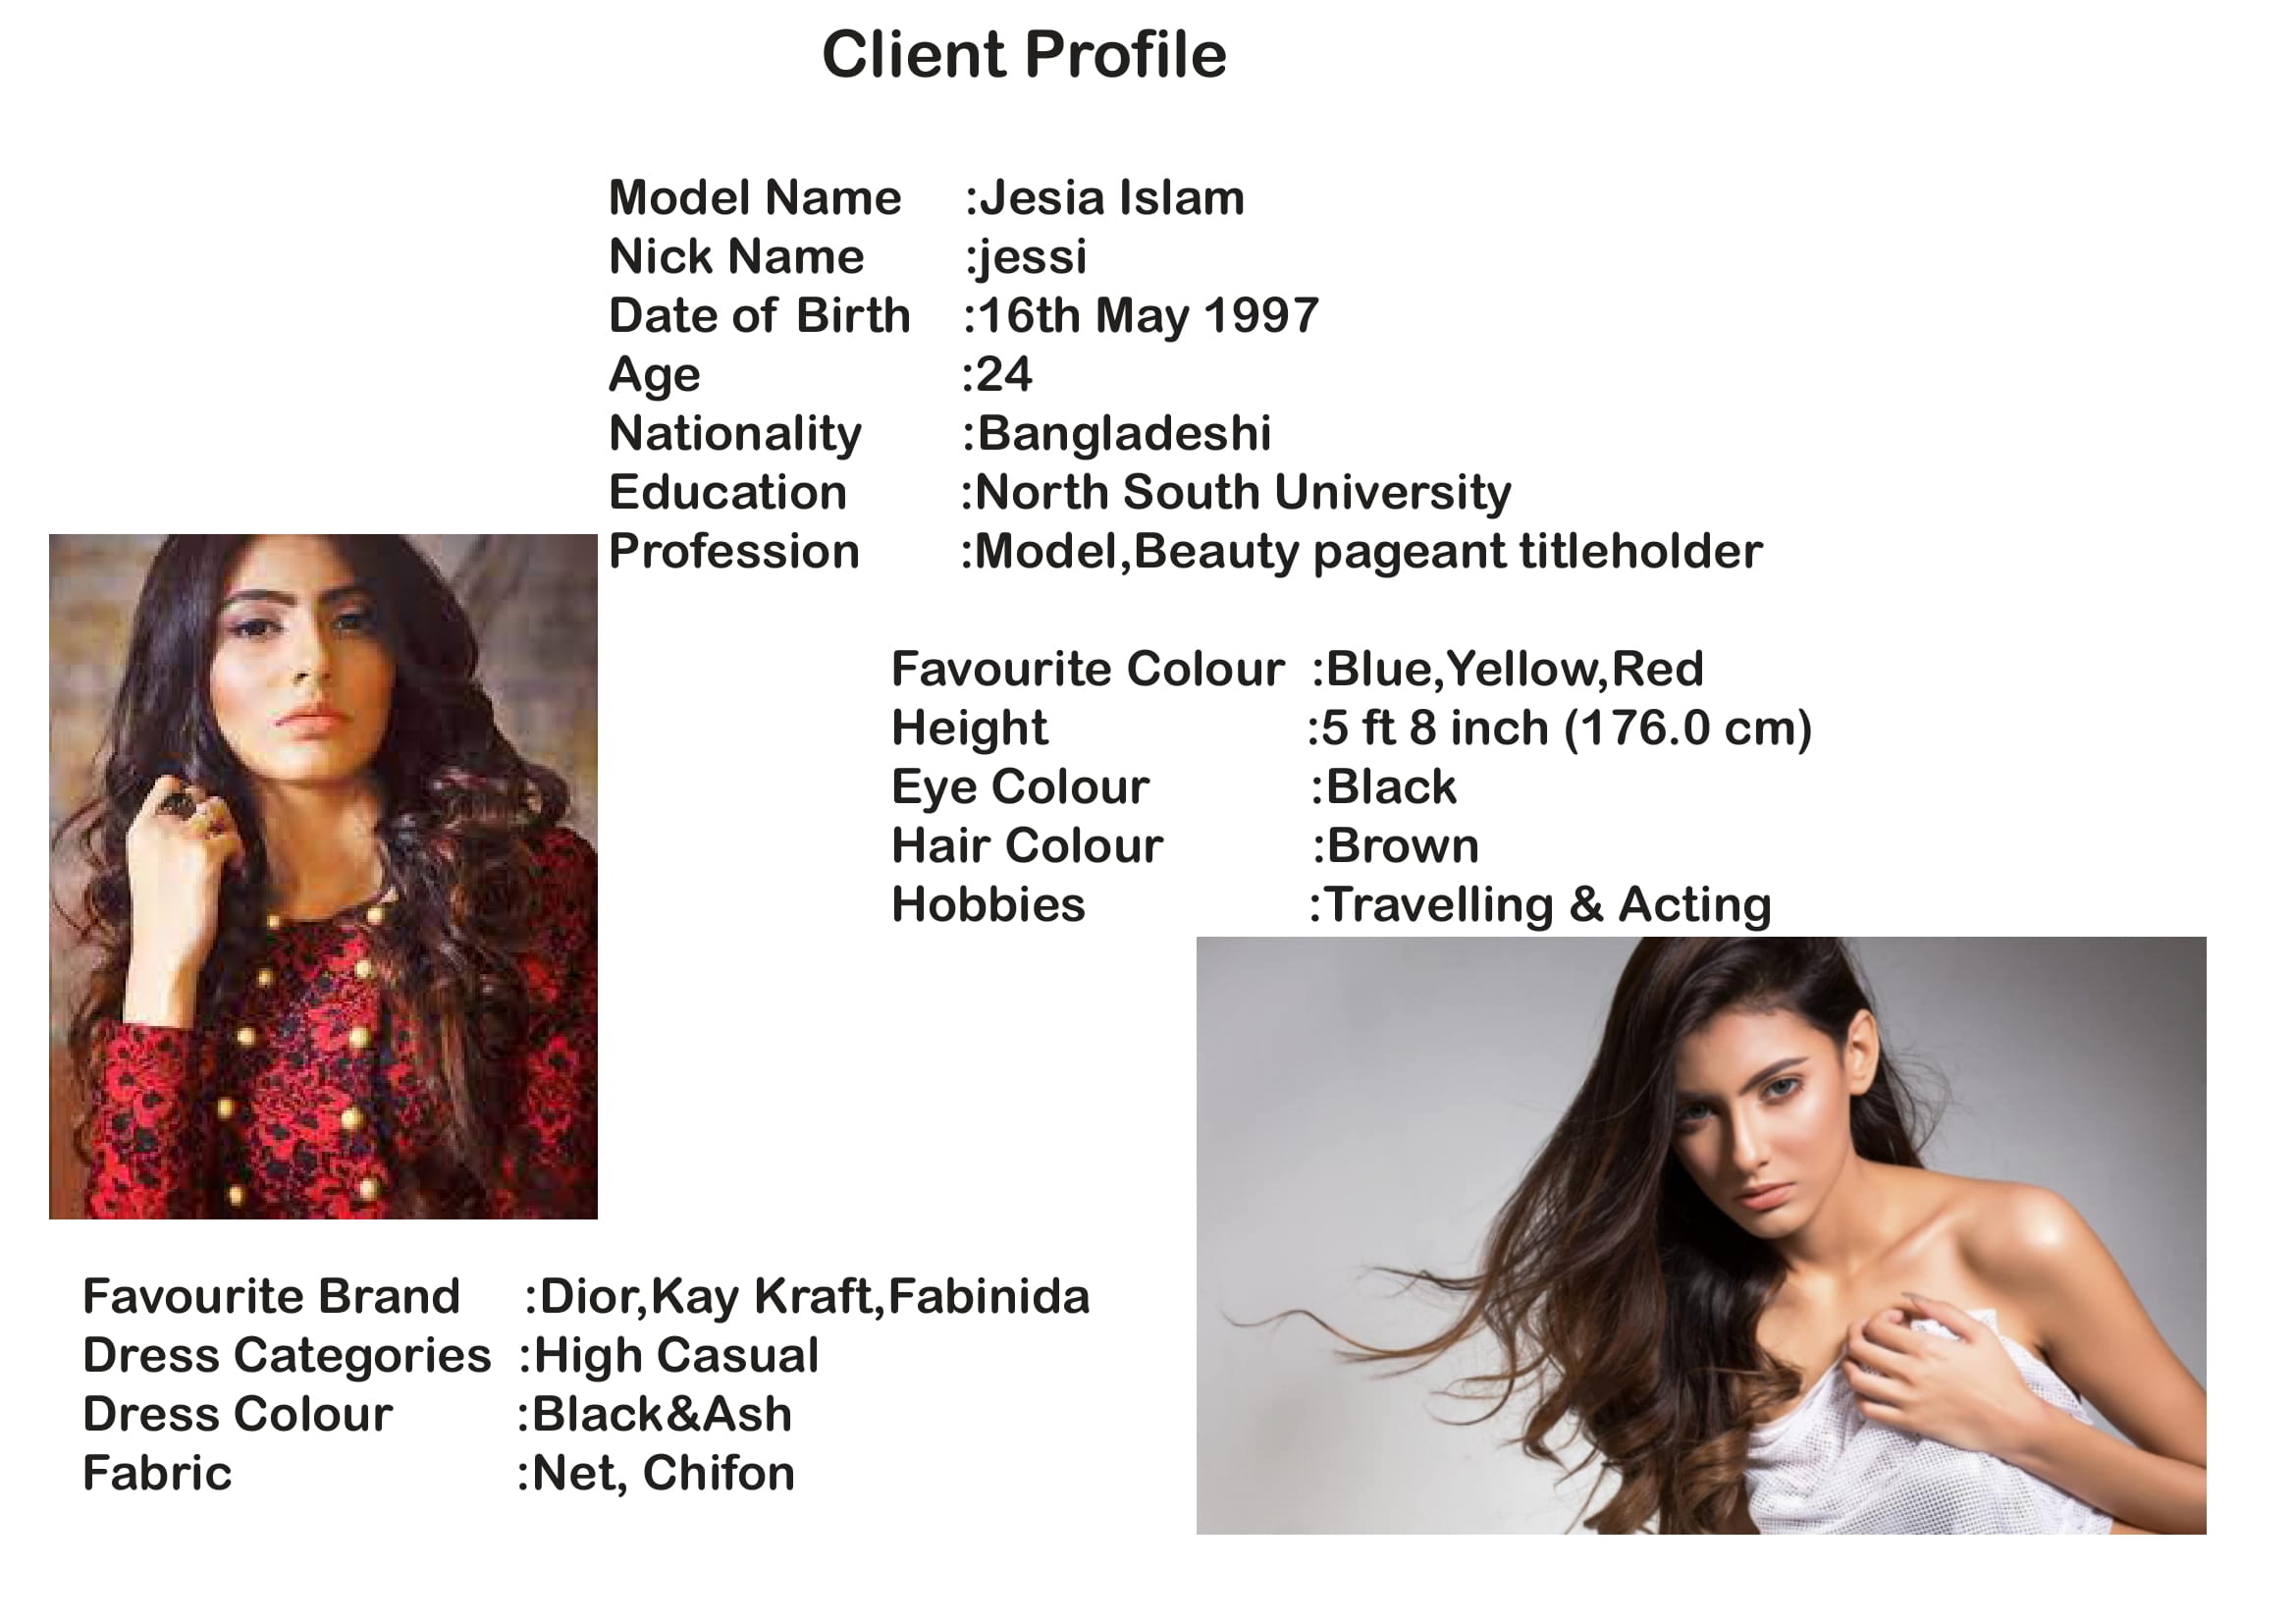 Client Profile
Model Name :Jesia Islam
Nick Name :jessi
Date of Birth :16th May 1997
Age :24
Nationality :Bangladeshi
Education :North South University
Profession :Model,Beauty pageant titleholder
Favourite Colour :Blue,Yellow,Red
Height :5 ft 8 inch (176.0 cm)
Eye Colour :Black
Hair Colour :Brown
Hobbies :Travelling & Acting
Favourite Brand :Dior,Kay Kraft,Fabinida
Dress Categories :High Casual
Dress Colour :Black&Ash
Fabric :Net, Chifon